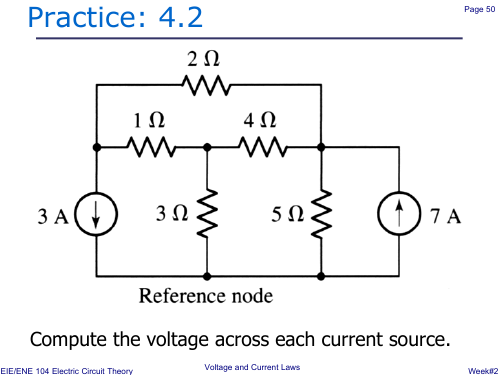 Practice: 4.2
Page 50
2 Ω
1 Ω
4 Ω
3 A
3 Ω
5 Ω
7 A
Reference node
Compute the voltage across each current source.
EIE/ENE 104 Electric Circuit Theory
Voltage and Current Laws
Week#2